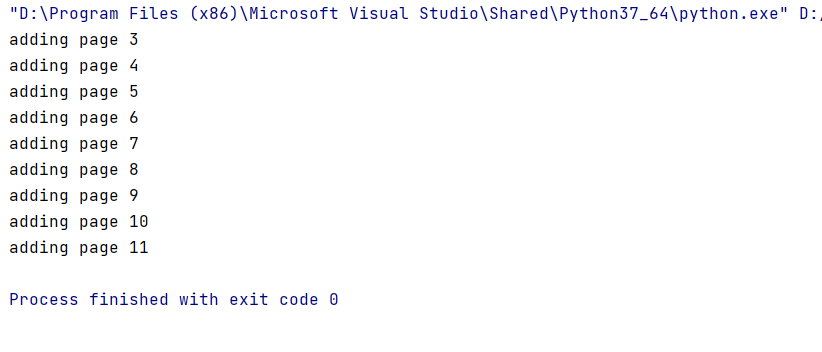 "D:\Program Files (x86)\Microsoft Visual Studio\Shared\Python37_64\python.exe" D:/
adding page 3
adding page 4
adding page 5
adding page 6
adding page 7
adding page 8
adding page 9
adding page 10
adding page 11
Process finished with exit code 0